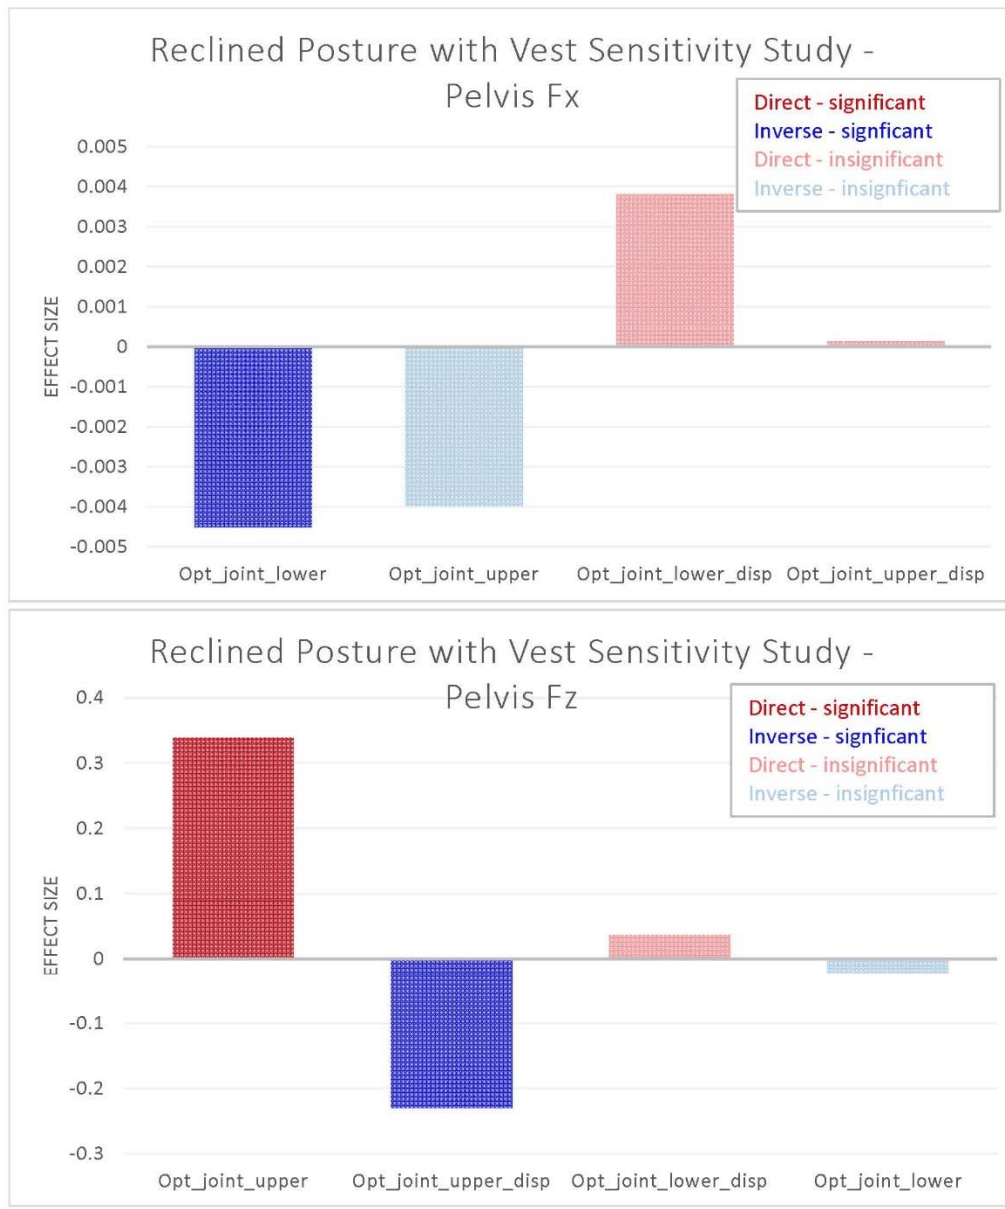 Reclined Posture with Vest Sensitivity Study -
Pelvis Fx
Direct - significant
Inverse - signficant
Direct - insignificant
Inverse - insignficant
0.005
0.004
0.003
0.002
0.001
0
-0.001
-0.002
-0.003
-0.004
-0.005
EFFECT SIZE
Opt_joint_lower
Opt_joint_upper
Opt_joint_lower_disp
Opt_joint_upper_disp
Reclined Posture with Vest Sensitivity Study -
Pelvis Fz
Direct - significant
Inverse - signficant
Direct - insignificant
Inverse - insignficant
0.4
0.3
0.2
0.1
0
-0.1
-0.2
-0.3
EFFECT SIZE
Opt_joint_upper
Opt_joint_upper_disp
Opt_joint_lower_disp
Opt_joint_lower